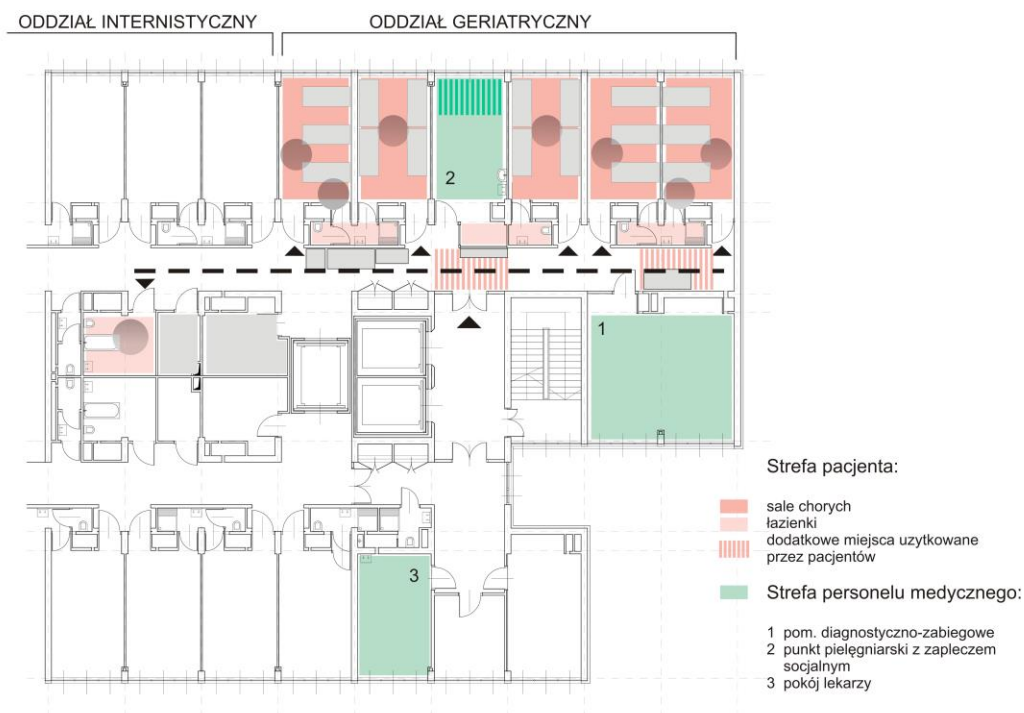 ODDZIAŁ INTERNISTYCZNY
ODDZIAŁ GERIATRYCZNY
2
1
3
Strefa pacjenta:
sale chorych
łazienki
dodatkowe miejsca uzytkowane
przez pacjentów
Strefa personelu medycznego:
1 pom. diagnostyczno-zabiegowe
2 punkt pielęgniarski z zapleczem
socjalnym
3 pokój lekarzy